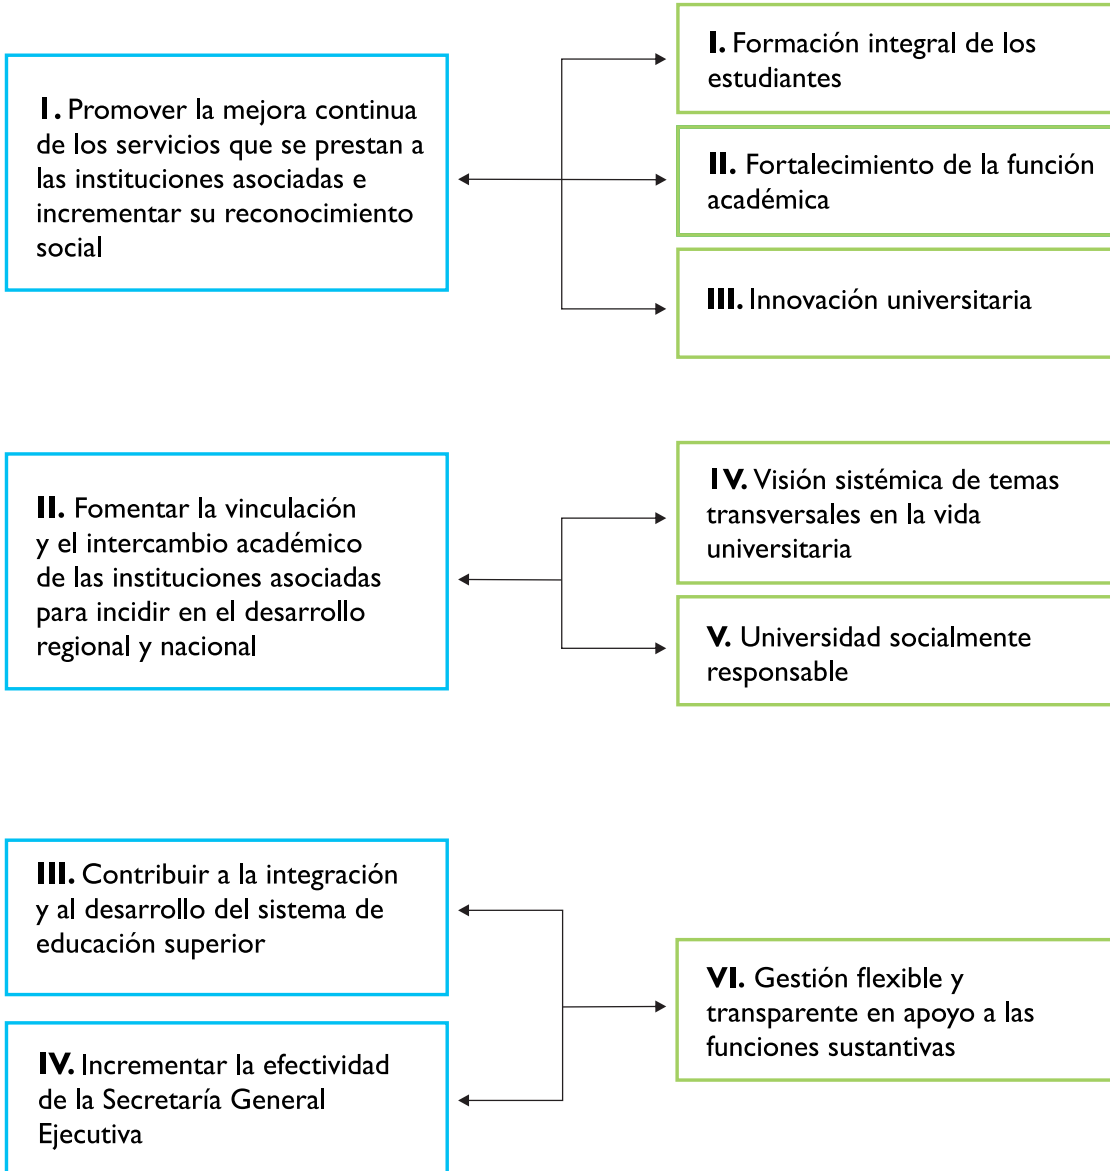 I. Promover la mejora continua
de los servicios que se prestan a
las instituciones asociadas e
incrementar su reconocimiento
social
I. Formación integral de los
estudiantes
II. Fortalecimiento de la función
académica
III. Innovación universitaria
II. Fomentar la vinculación
y el intercambio académico
de las instituciones asociadas
para incidir en el desarrollo
regional y nacional
IV. Visión sistémica de temas
transversales en la vida
universitaria
V. Universidad socialmente
responsable
III. Contribuir a la integración
y al desarrollo del sistema de
educación superior
IV. Incrementar la efectividad
de la Secretaría General
Ejecutiva
VI. Gestión flexible y
transparente en apoyo a las
funciones sustantivas